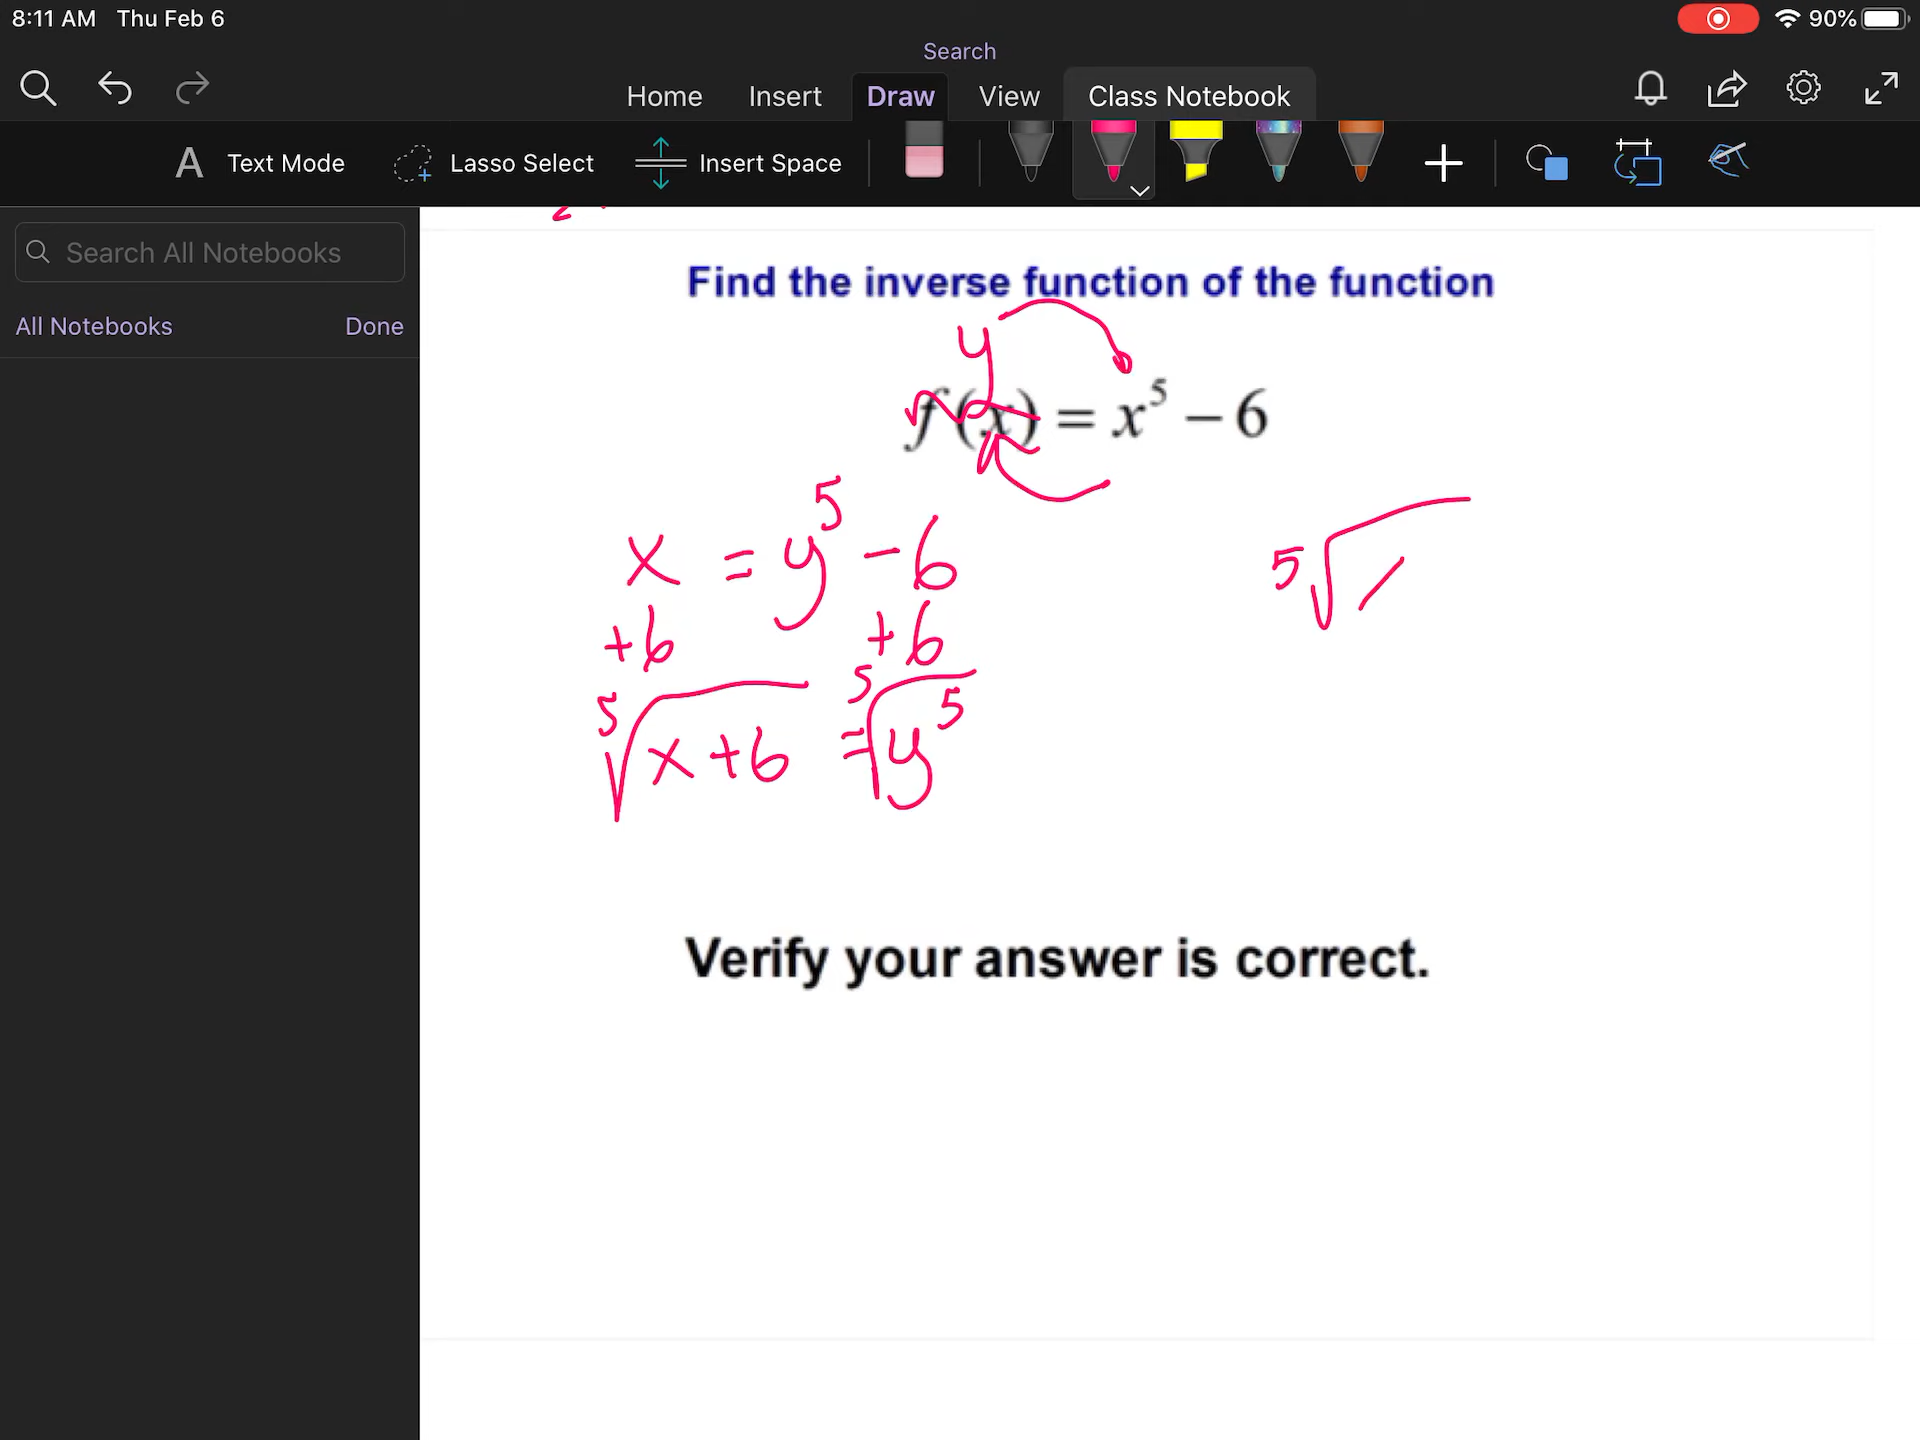 8:11 AM Thu Feb 6 90%
Search
Home Insert Draw View Class Notebook
A Text Mode Lasso Select Insert Space
Search All Notebooks
All Notebooks Done
Find the inverse function of the function
y
f(x) = x⁵ − 6
x = y⁵ − 6
+6 +6
⁵√(x+6) = ⁵√(y⁵)
⁵√
Verify your answer is correct.